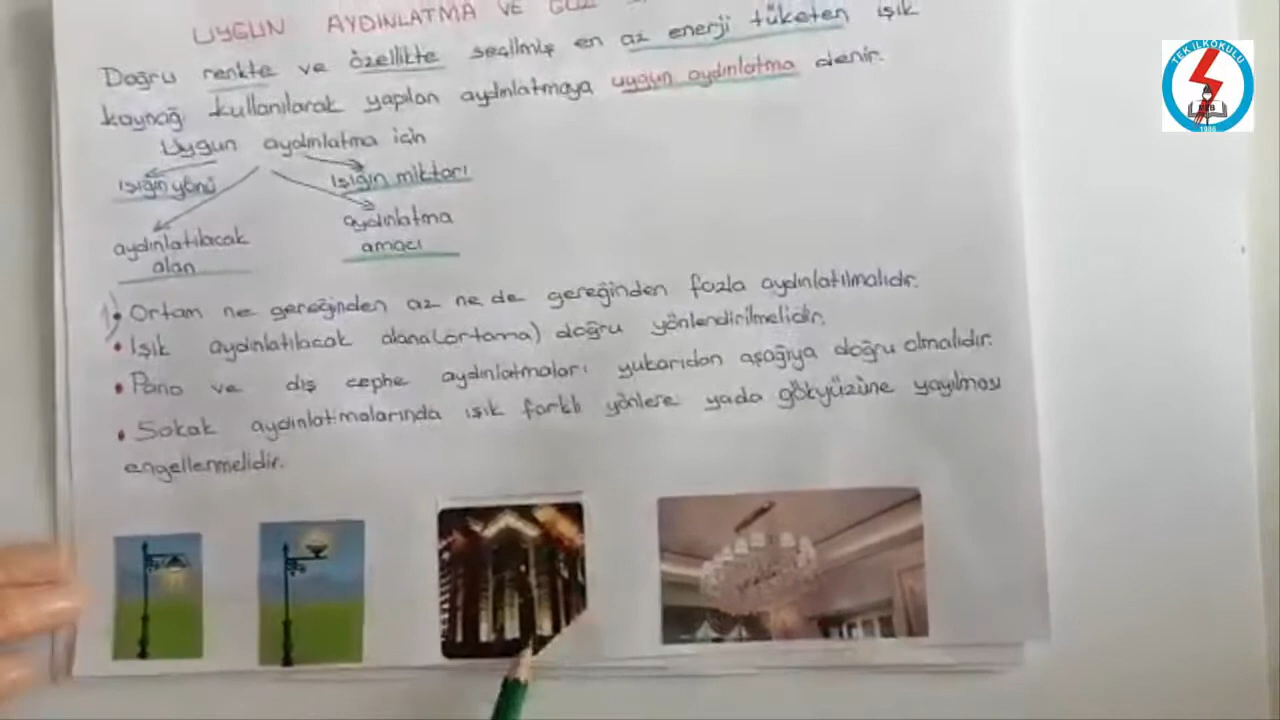 UYGUN AYDINLATMA VE
Doğru renkte ve özellikte seçilmiş en az enerji tüketen ışık
kaynağı kullanılarak yapılan aydınlatmaya uygun aydınlatma denir.
Uygun aydınlatma için
ışığın yönü
ışığın miktarı
aydınlatılacak
alan
aydınlatma
amacı
• Ortam ne gereğinden az ne de gereğinden fazla aydınlatılmalıdır.
• Işık aydınlatılacak alana(ortama) doğru yönlendirilmelidir.
• Pano ve dış cephe aydınlatmaları yukarıdan aşağıya doğru olmalıdır.
• Sokak aydınlatmalarında ışık farklı yönlere yada gökyüzüne yayılması
engellenmelidir.
TEK İLKOKULU
1986